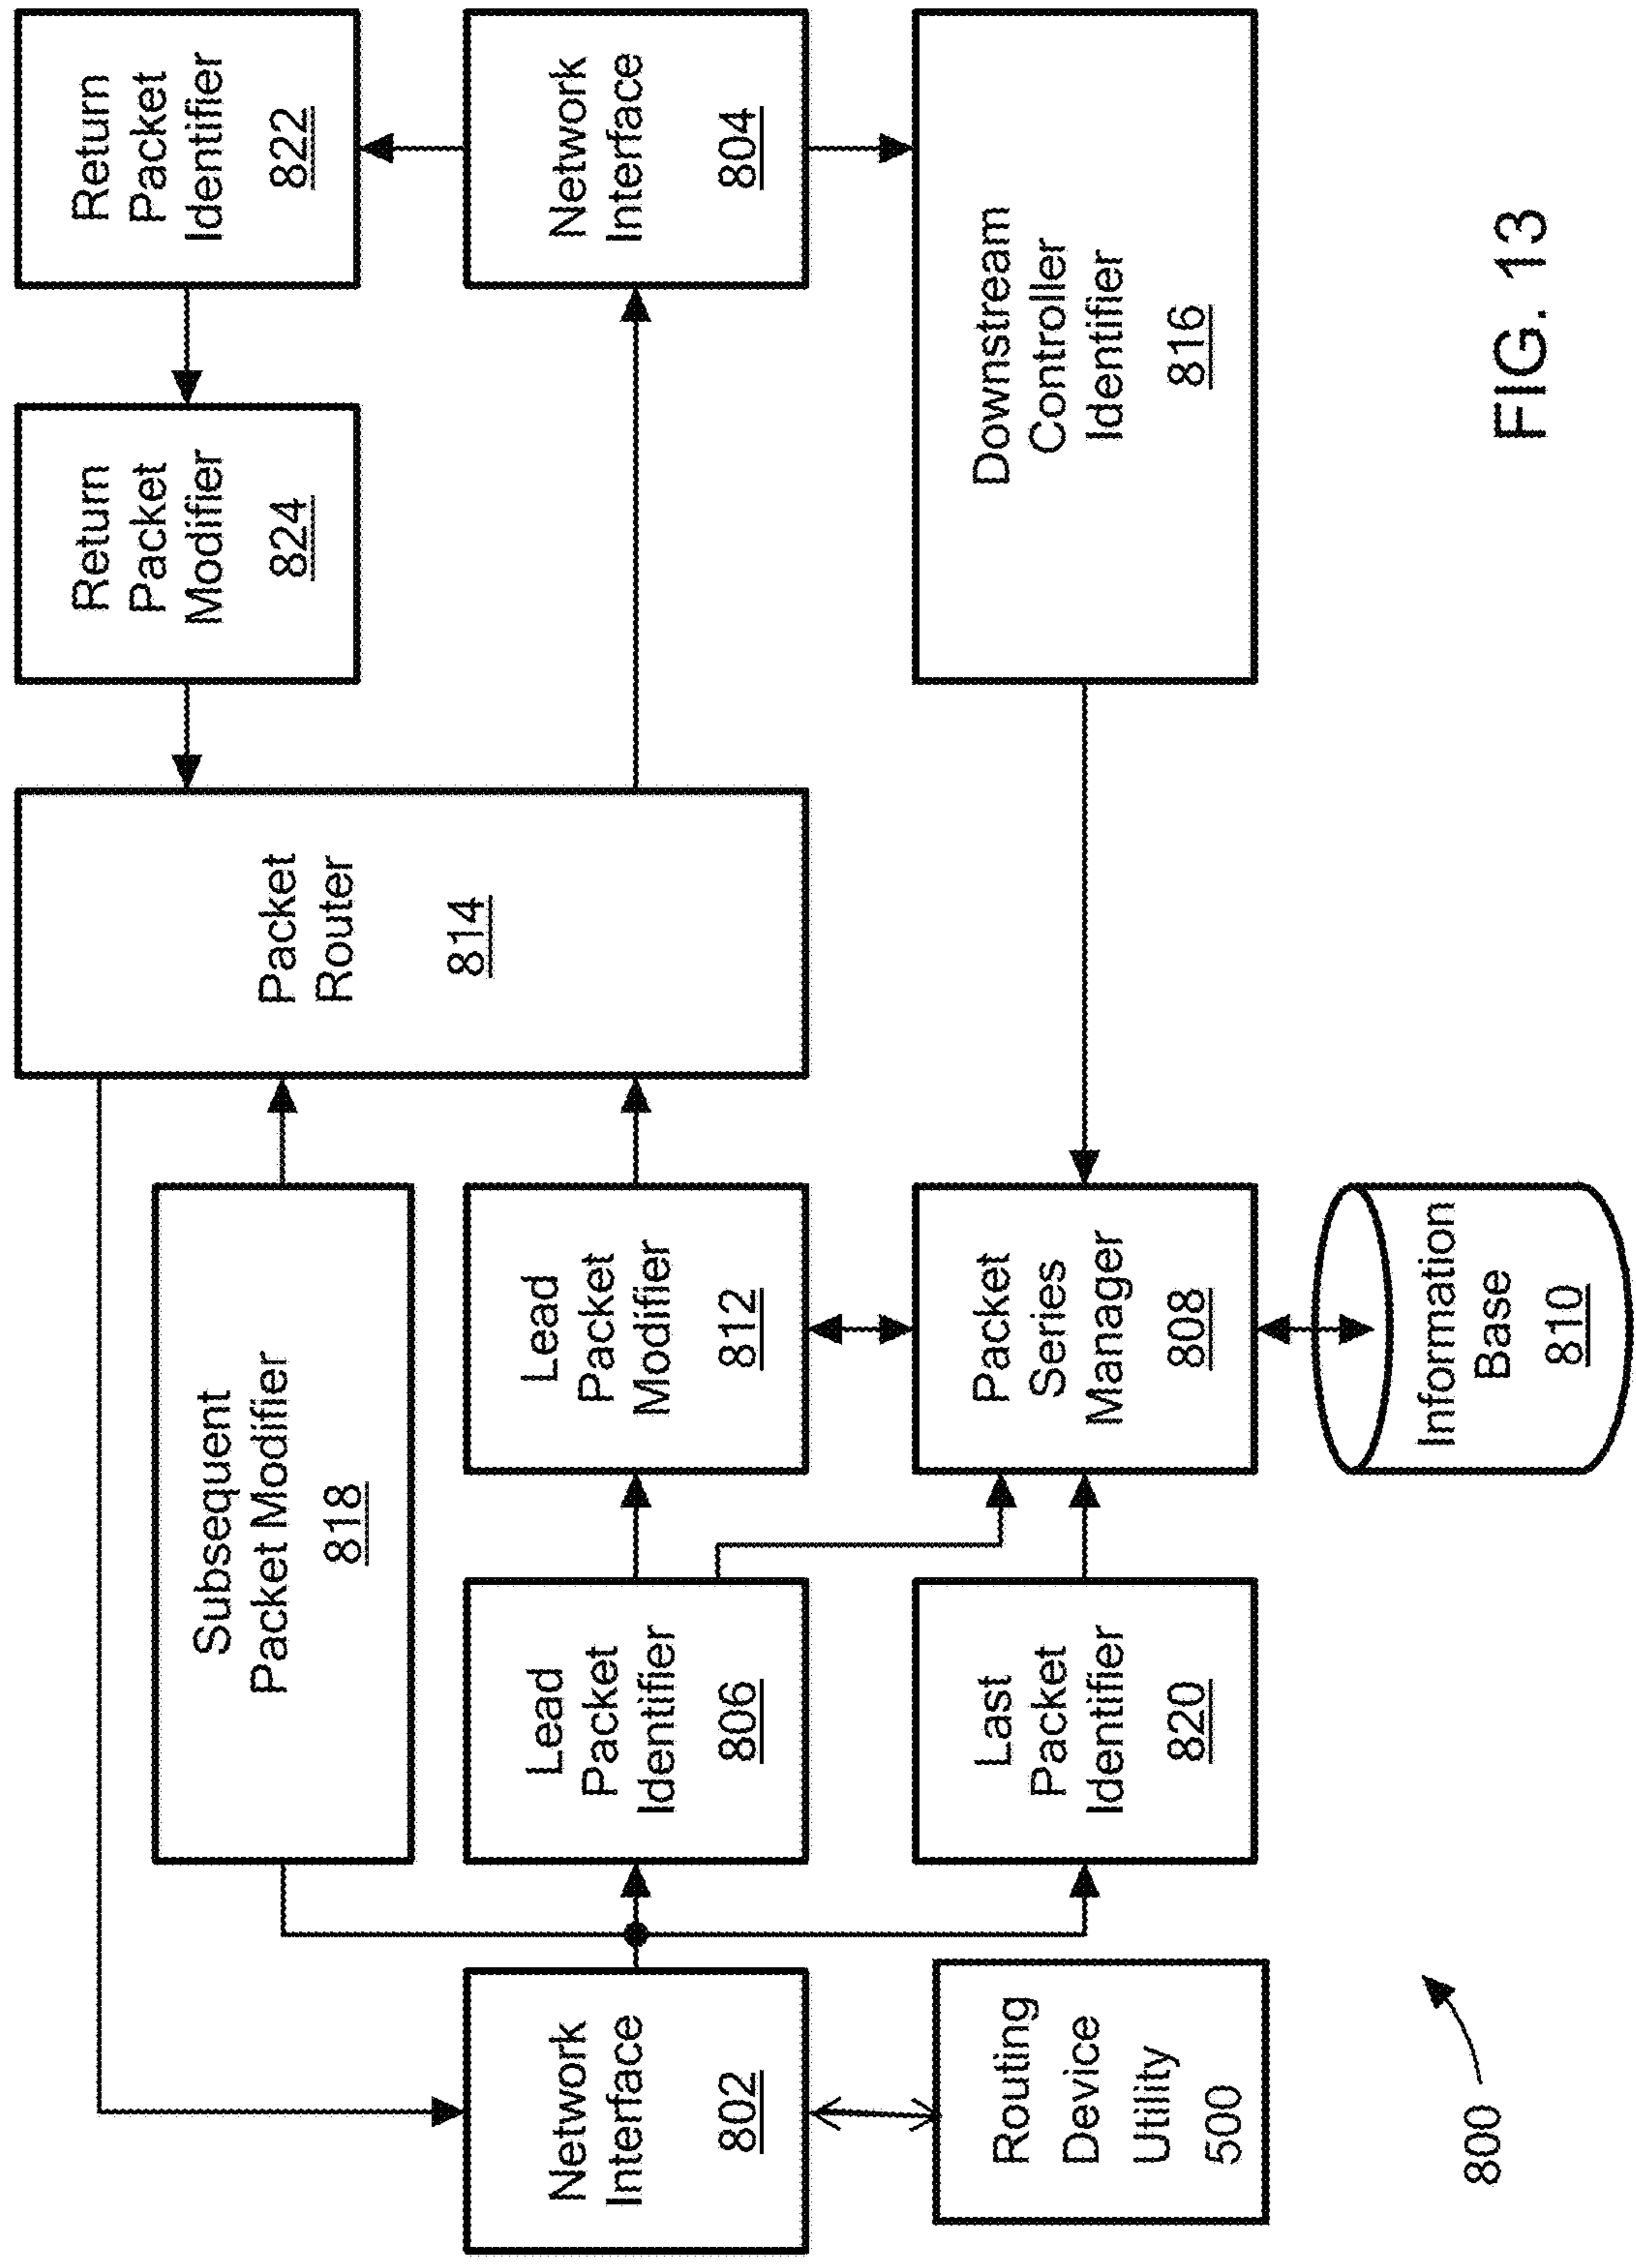 Subsequent
Packet Modifier
818
Packet
Router
814
Return
Packet
Modifier
824
Return
Packet
Identifier
822
Network
Interface
802
Lead
Packet
Identifier
806
Lead
Packet
Modifier
812
Network
Interface
804
Routing
Device
Utility
500
Last
Packet
Identifier
820
Packet
Series
Manager
808
Downstream
Controller
Identifier
816
Information
Base
810
800
FIG. 13